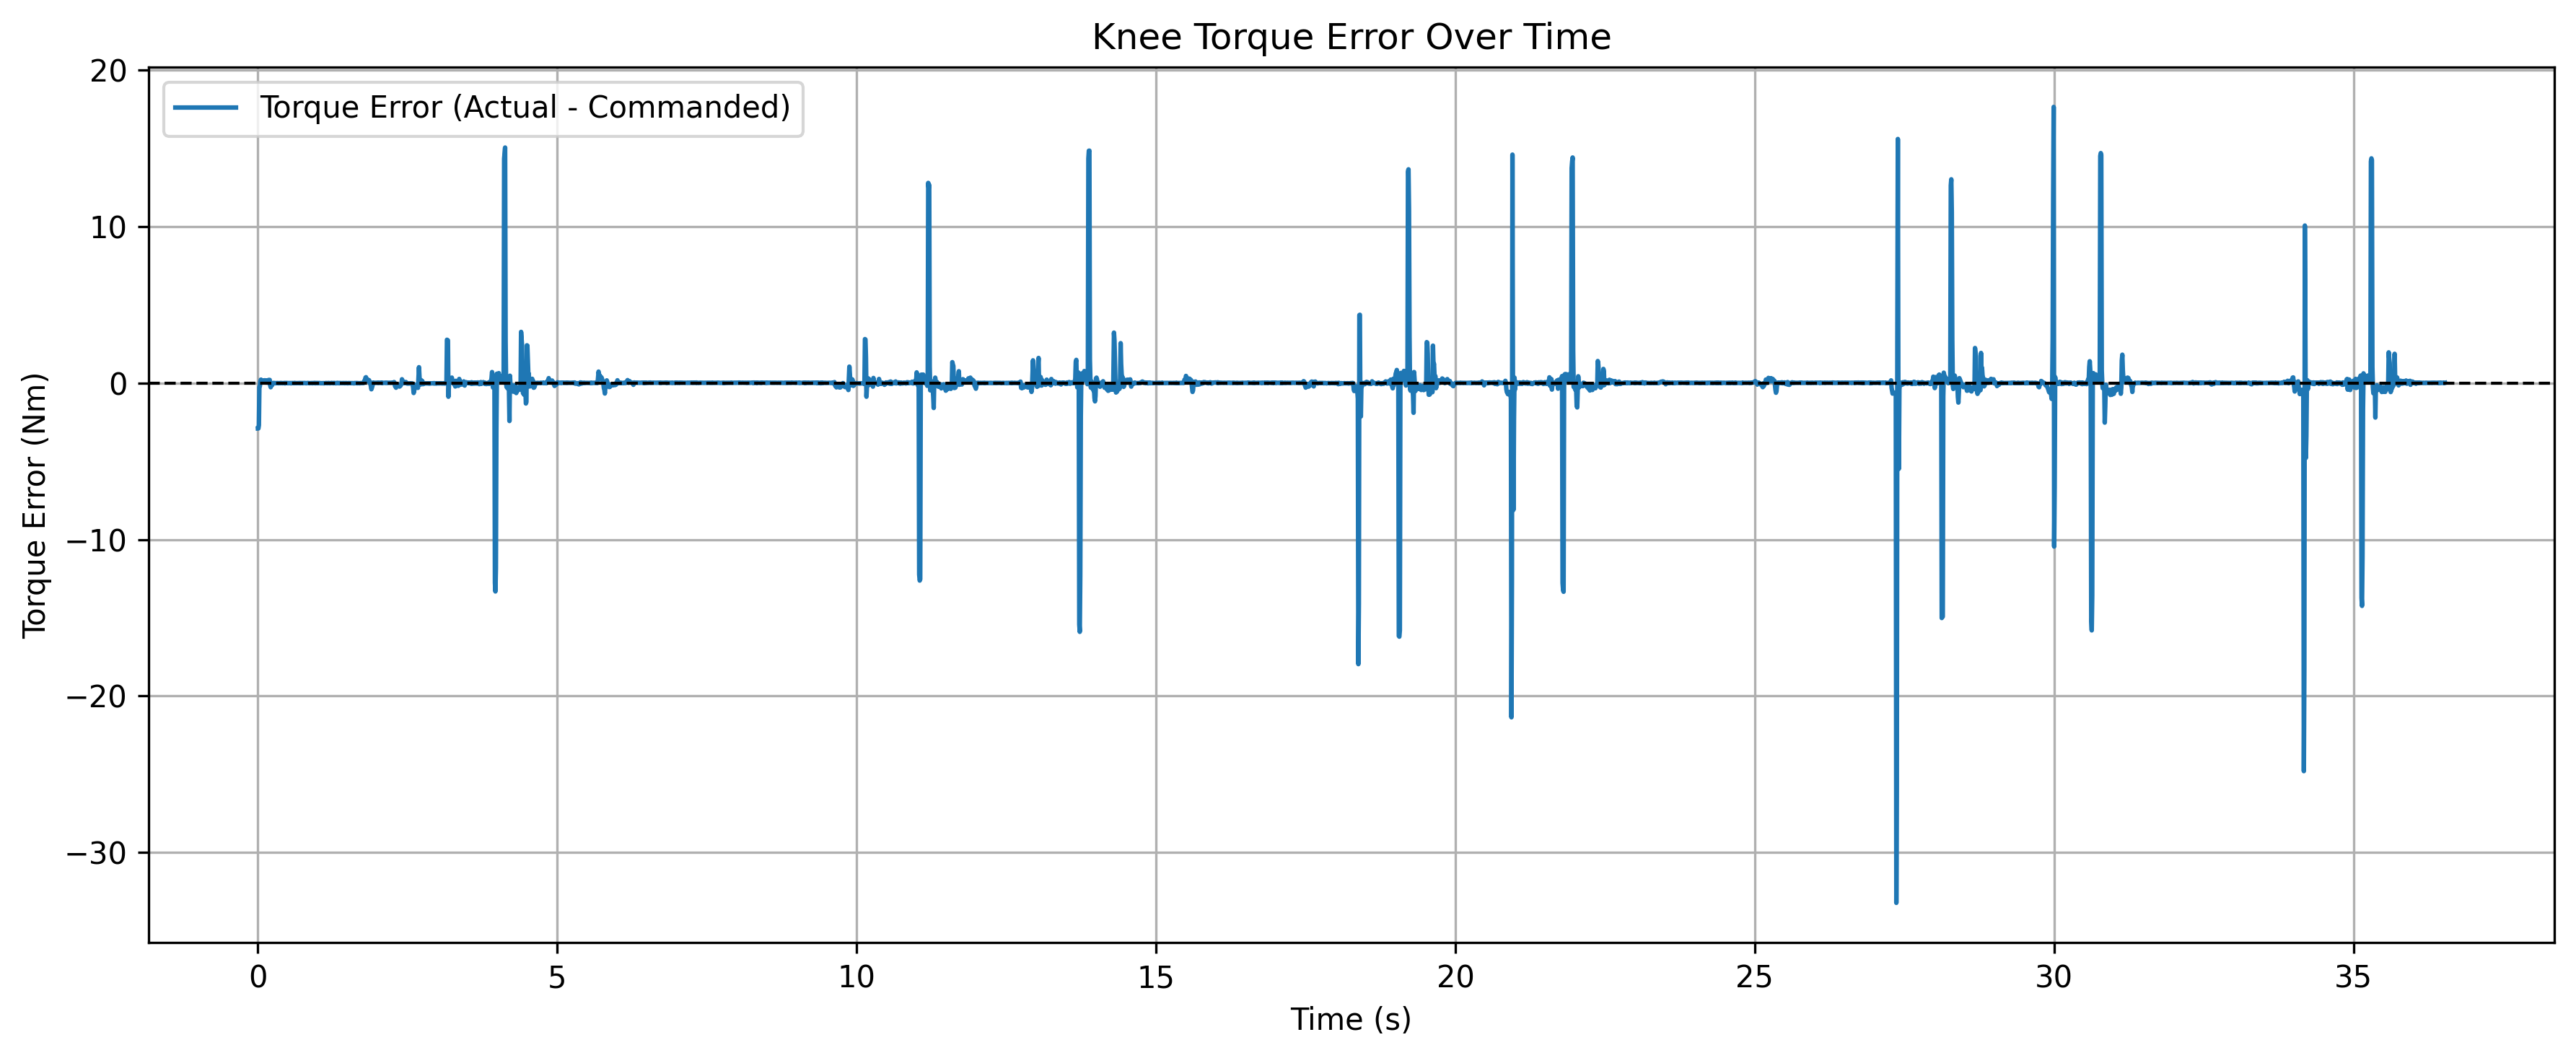 Knee Torque Error Over Time
Torque Error (Actual - Commanded)
Torque Error (Nm)
20
10
0
−10
−20
−30
0 5 10 15 20 25 30 35
Time (s)